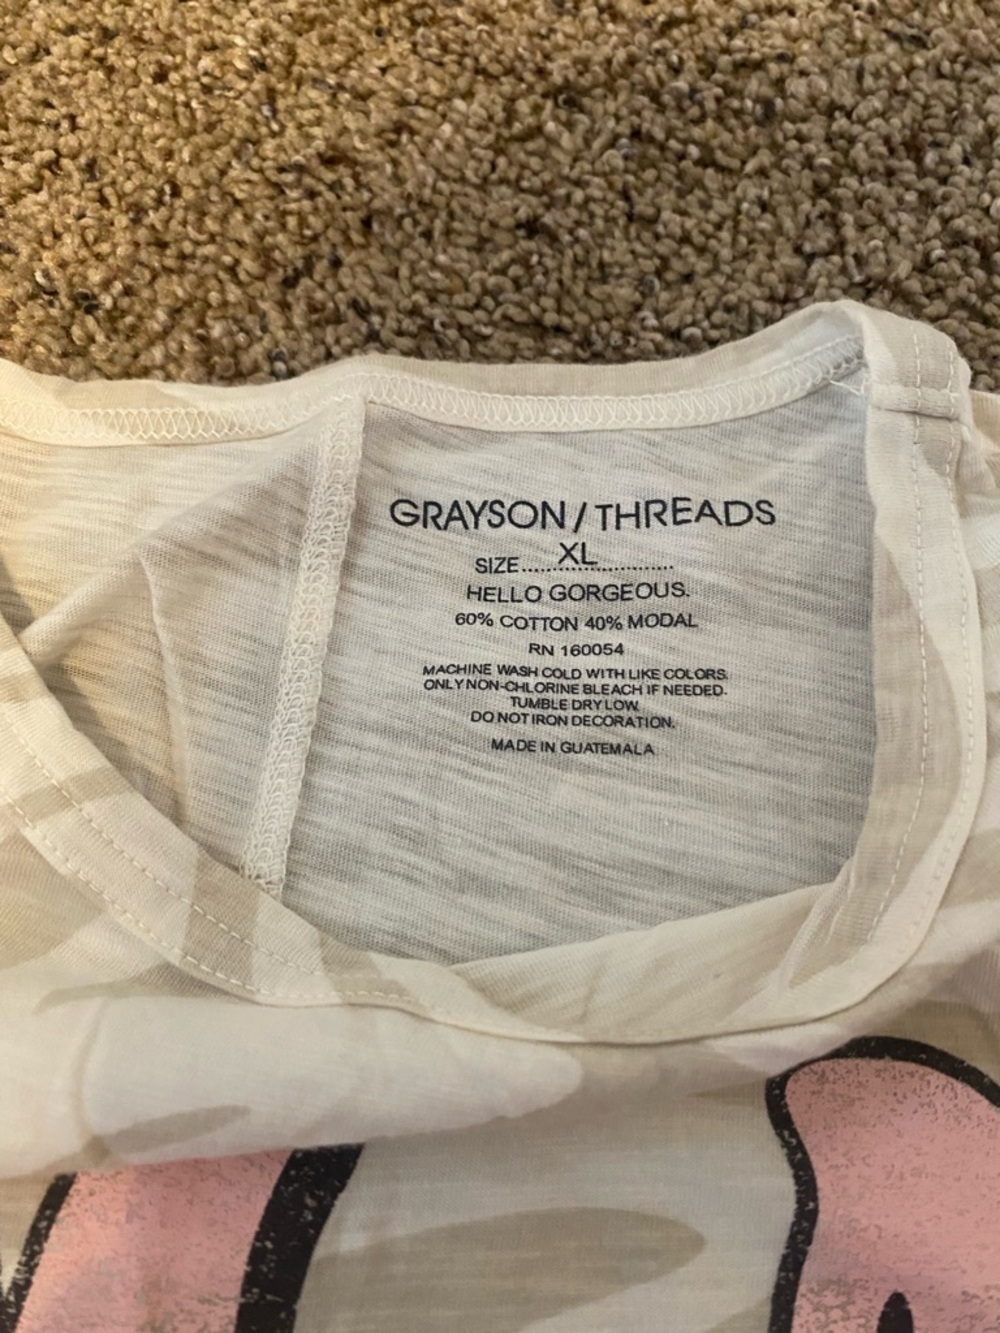 GRAYSON / THREADS
SIZE.....XL............
HELLO GORGEOUS.
60% COTTON 40% MODAL
RN 160054
MACHINE WASH COLD WITH LIKE COLORS.
ONLY NON-CHLORINE BLEACH IF NEEDED.
TUMBLE DRY LOW.
DO NOT IRON DECORATION.
MADE IN GUATEMALA